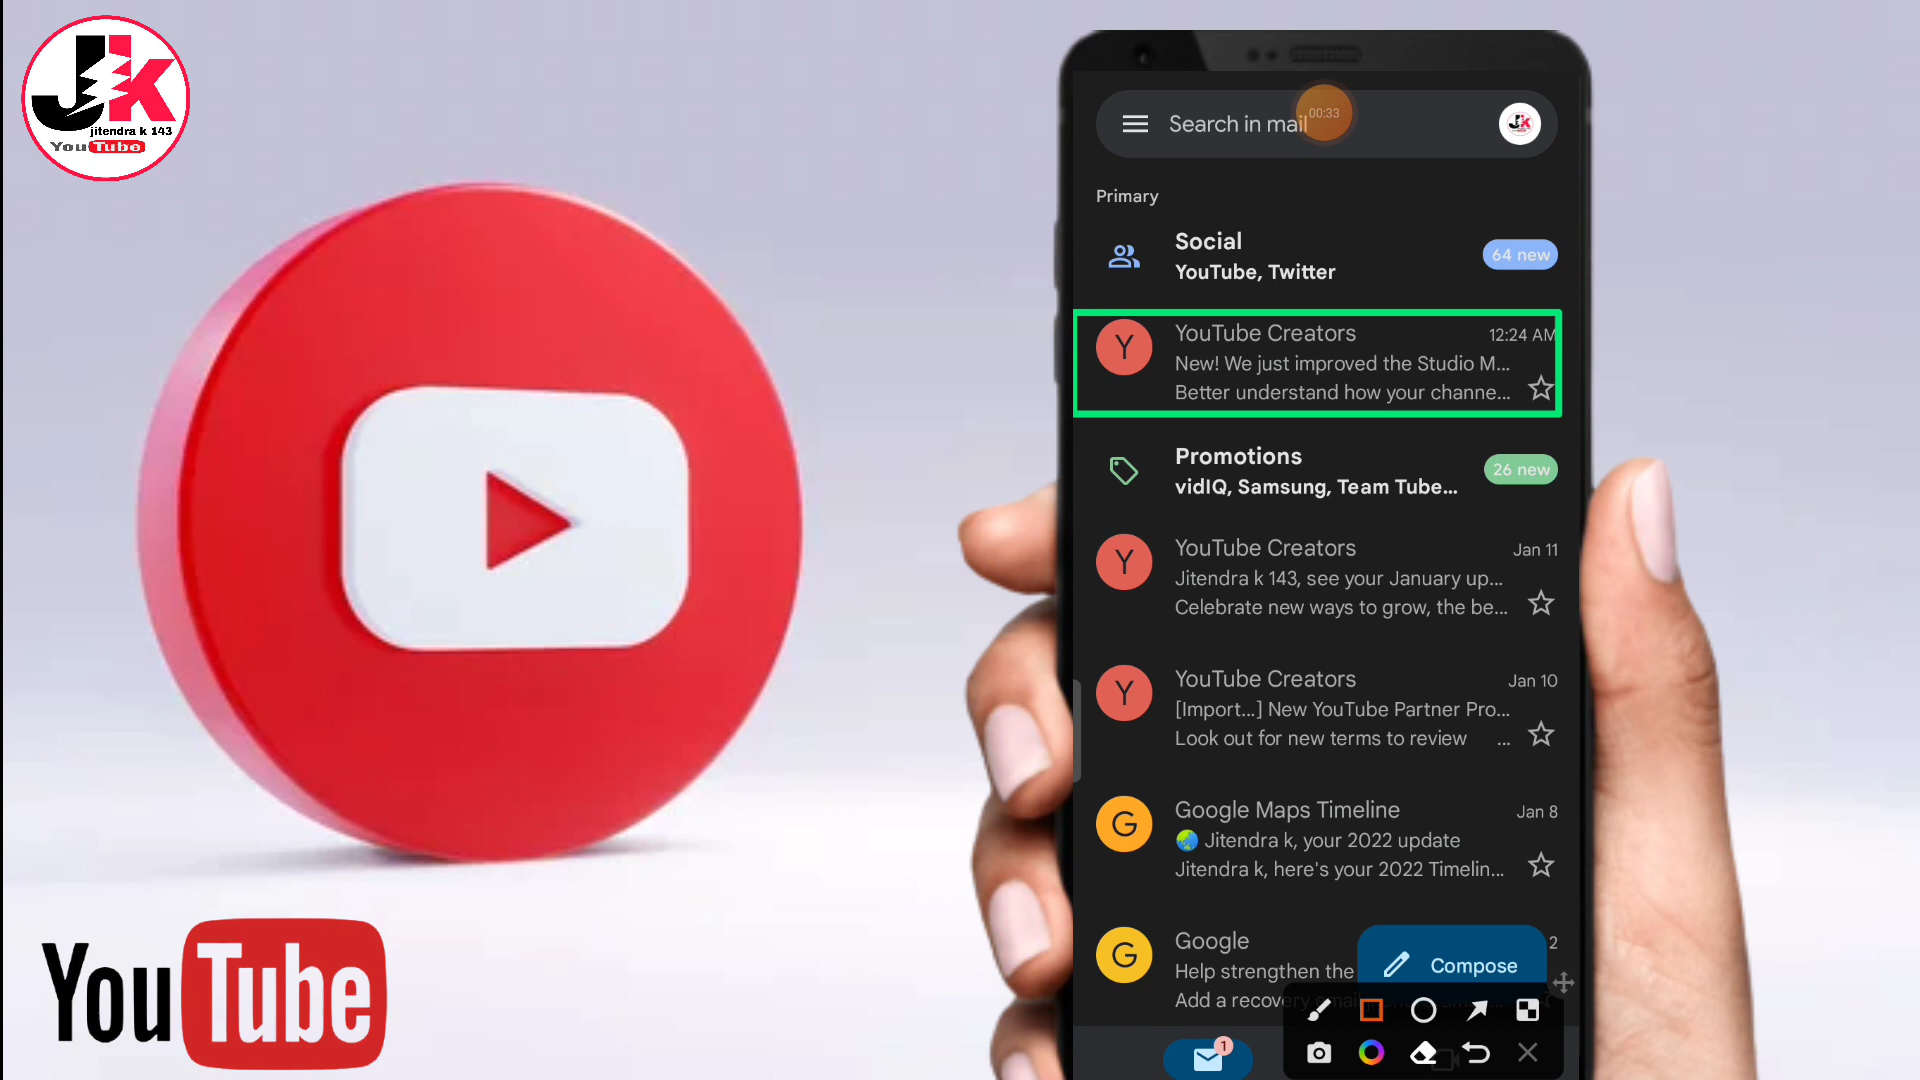 JK
jitendra k 143
YouTube
YouTube
00:33
Search in mail
JK
Primary
Social
64 new
YouTube, Twitter
Y
YouTube Creators
12:24 AM
New! We just improved the Studio M...
Better understand how your channe...
Promotions
26 new
vidIQ, Samsung, Team Tube...
Y
YouTube Creators
Jan 11
Jitendra k 143, see your January up...
Celebrate new ways to grow, the be...
Y
YouTube Creators
Jan 10
[Import...] New YouTube Partner Pro...
Look out for new terms to review ...
G
Google Maps Timeline
Jan 8
Jitendra k, your 2022 update
Jitendra k, here's your 2022 Timelin...
G
Google
2
Help strengthen the
Compose
Add a recovery email
1